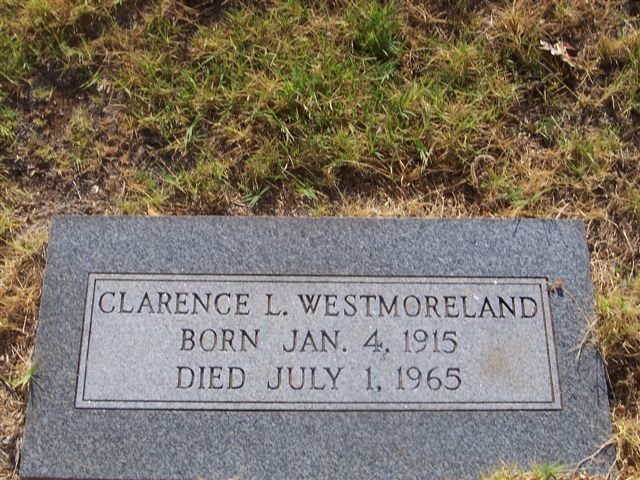 CLARENCE L. WESTMORELAND
BORN JAN. 4, 1915
DIED JULY 1, 1965